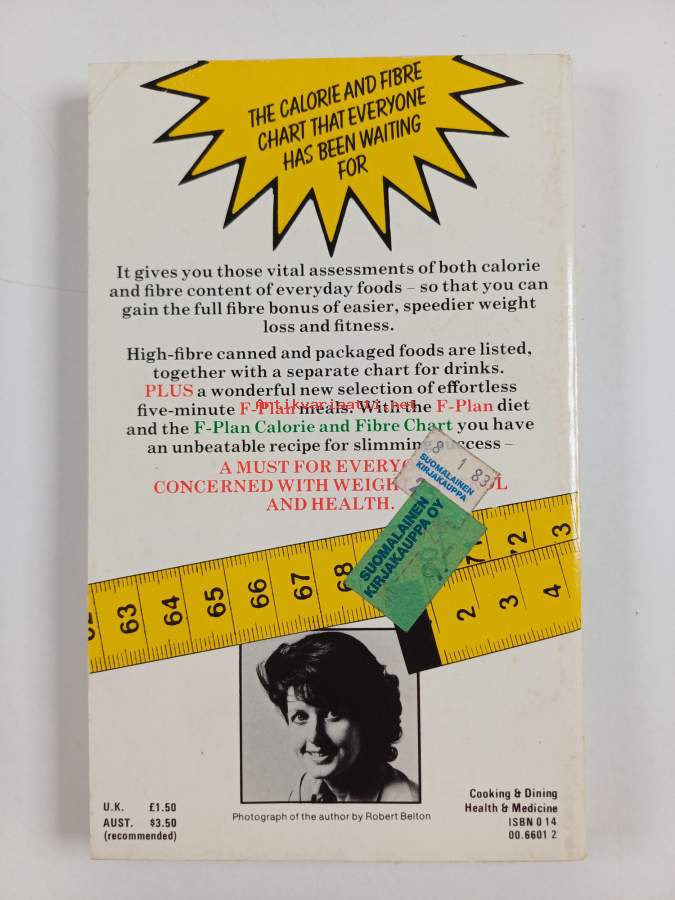 THE CALORIE AND FIBRE
CHART THAT EVERYONE
HAS BEEN WAITING
FOR
It gives you those vital assessments of both calorie
and fibre content of everyday foods – so that you can
gain the full fibre bonus of easier, speedier weight
loss and fitness.
High-fibre canned and packaged foods are listed,
together with a separate chart for drinks.
PLUS a wonderful new selection of effortless
five-minute F-Plan meals. With the F-Plan diet
Antikvariaatti.net
and the F-Plan Calorie and Fibre Chart you have
an unbeatable recipe for slimming success –
A MUST FOR
CONCERNED WITH
AND HEALTH.
8 1 83
SUOMALAINEN
KIRJAKAUPPA
SUOMALAINEN
KIRJAKAUPPA OY
63 64 65 66 67 68
2 3 4
U.K. £1.50
AUST. $3.50
(recommended)
Photograph of the author by Robert Belton
Cooking & Dining
Health & Medicine
ISBN 0 14
00.6601 2